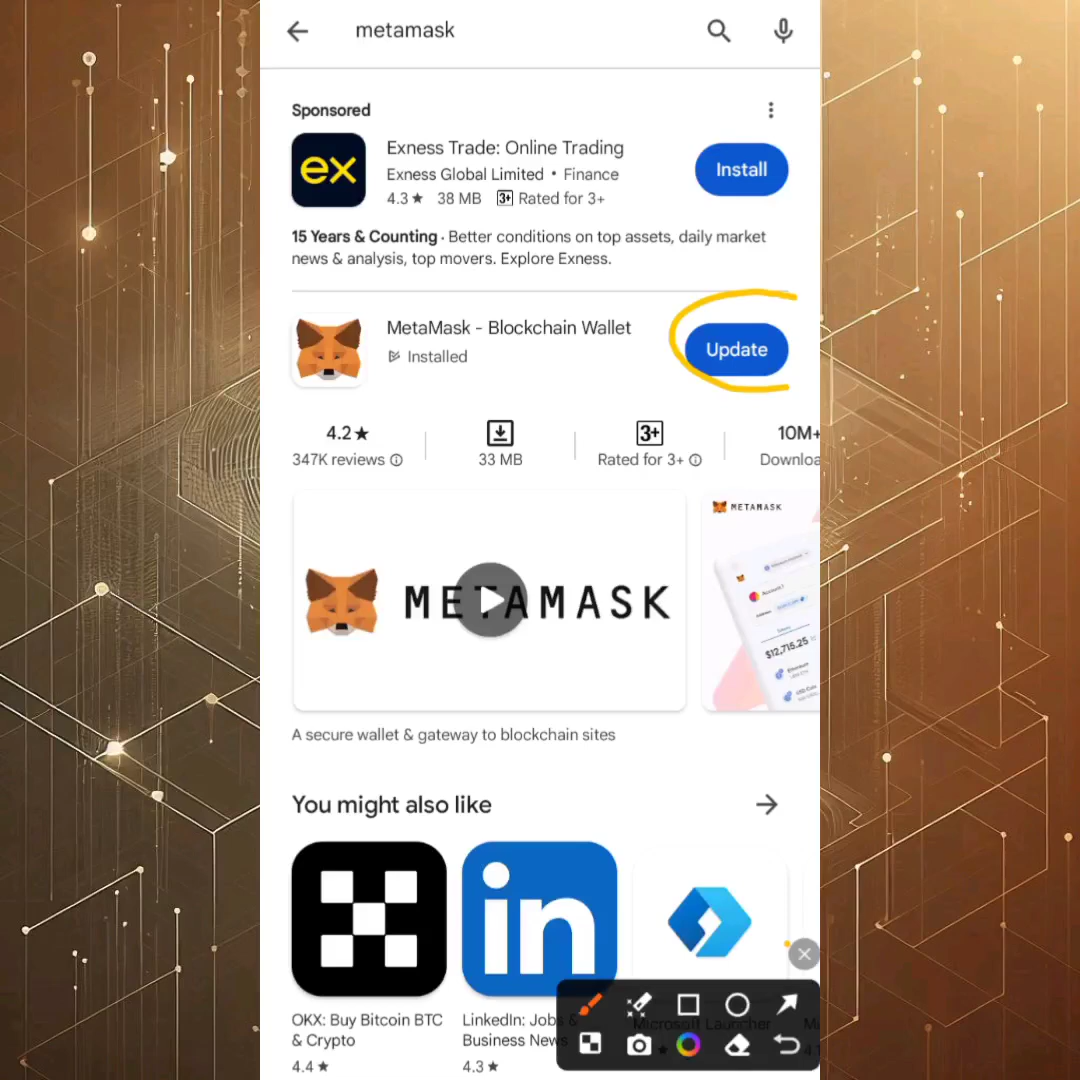 metamask
Sponsored
ex
Exness Trade: Online Trading
Install
Exness Global Limited • Finance
4.3★ 38 MB 3+ Rated for 3+
15 Years & Counting · Better conditions on top assets, daily market
news & analysis, top movers. Explore Exness.
MetaMask - Blockchain Wallet
Update
Installed
4.2★ 3+ 10M+
347K reviews 33 MB Rated for 3+
METAMASK
METAMASK
$12,715.25
A secure wallet & gateway to blockchain sites
You might also like
in
OKX: Buy Bitcoin BTC
& Crypto
4.4★
LinkedIn: Jobs &
Business News
4.3★
Microsoft Launcher